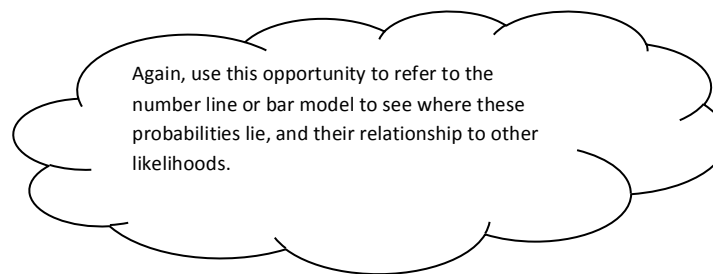 Again, use this opportunity to refer to the
number line or bar model to see where these
probabilities lie, and their relationship to other
likelihoods.